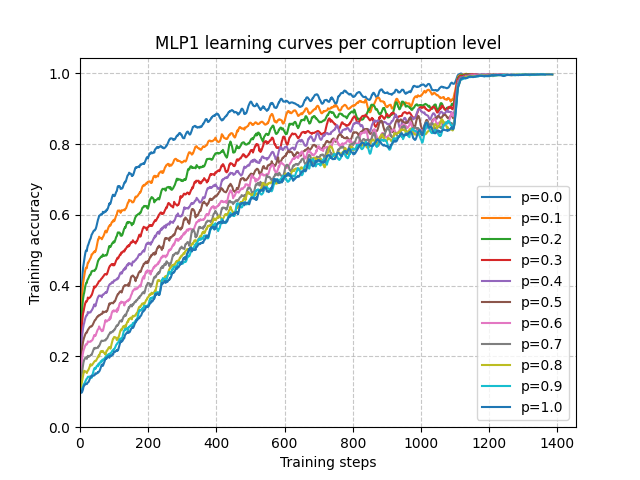 MLP1 learning curves per corruption level
1.0
0.8
0.6
0.4
0.2
0.0
Training accuracy
0 200 400 600 800 1000 1200 1400
Training steps
p=0.0
p=0.1
p=0.2
p=0.3
p=0.4
p=0.5
p=0.6
p=0.7
p=0.8
p=0.9
p=1.0